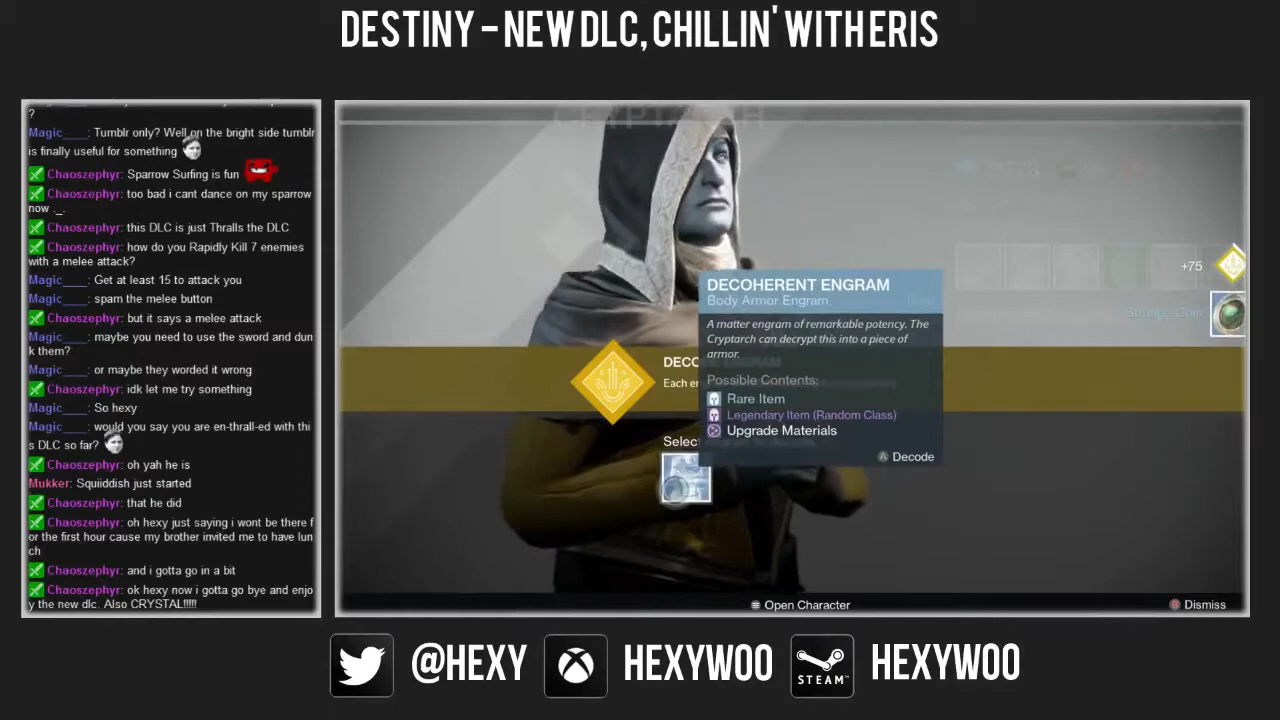 DESTINY - NEW DLC, CHILLIN' WITH ERIS
?
Magic____: Tumblr only? Well on the bright side tumblr
is finally useful for something
Chaoszephyr: Sparrow Surfing is fun
Chaoszephyr: too bad i cant dance on my sparrow
now ._.
Chaoszephyr: this DLC is just Thralls the DLC
Chaoszephyr: how do you Rapidly Kill 7 enemies
with a melee attack?
Magic____: Get at least 15 to attack you
Magic____: spam the melee button
Chaoszephyr: but it says a melee attack
Magic____: maybe you need to use the sword and dun
k them?
Magic____: or maybe they worded it wrong
Chaoszephyr: idk let me try something
Magic____: So hexy
Magic____: would you say you are en-thrall-ed with thi
s DLC so far?
Chaoszephyr: oh yah he is
Mukker: Squiiddish just started
Chaoszephyr: that he did
Chaoszephyr: oh hexy just saying i wont be there f
or the first hour cause my brother invited me to have lun
ch
Chaoszephyr: and i gotta go in a bit
Chaoszephyr: ok hexy now i gotta go bye and enjo
y the new dlc. Also CRYSTAL!!!!!
CRYPTARCH
+75
DECOHERENT ENGRAM
Body Armor Engram
A matter engram of remarkable potency. The
Cryptarch can decrypt this into a piece of
armor.
Possible Contents:
Rare Item
Legendary Item (Random Class)
Upgrade Materials
Decode
Each en
Select
Open Character
Dismiss
@HEXY
HEXYWOO
STEAM™
HEXYWOO